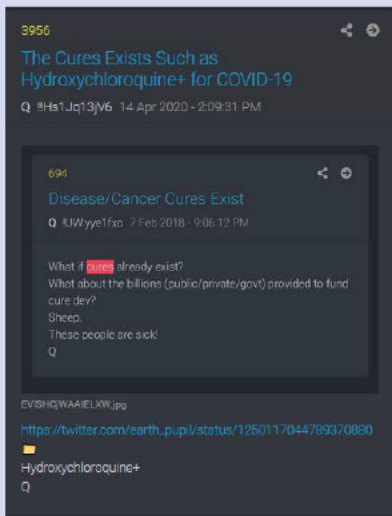 3956
The Cures Exists Such as
Hydroxychloroquine+ for COVID-19
Q !!Hs1Jq13jV6 14 Apr 2020 - 2:09:31 PM
694
Disease/Cancer Cures Exist
Q !UWyye1fxo 7 Feb 2018 - 9:06:12 PM
What if cures already exist?
What about the billions (public/private/govt) provided to fund
cure dev?
Sheep.
These people are sick!
Q
EVISHCjWAAIELXW.jpg
https://twitter.com/earth_pupil/status/1250117044789370880
Hydroxychloroquine+
Q